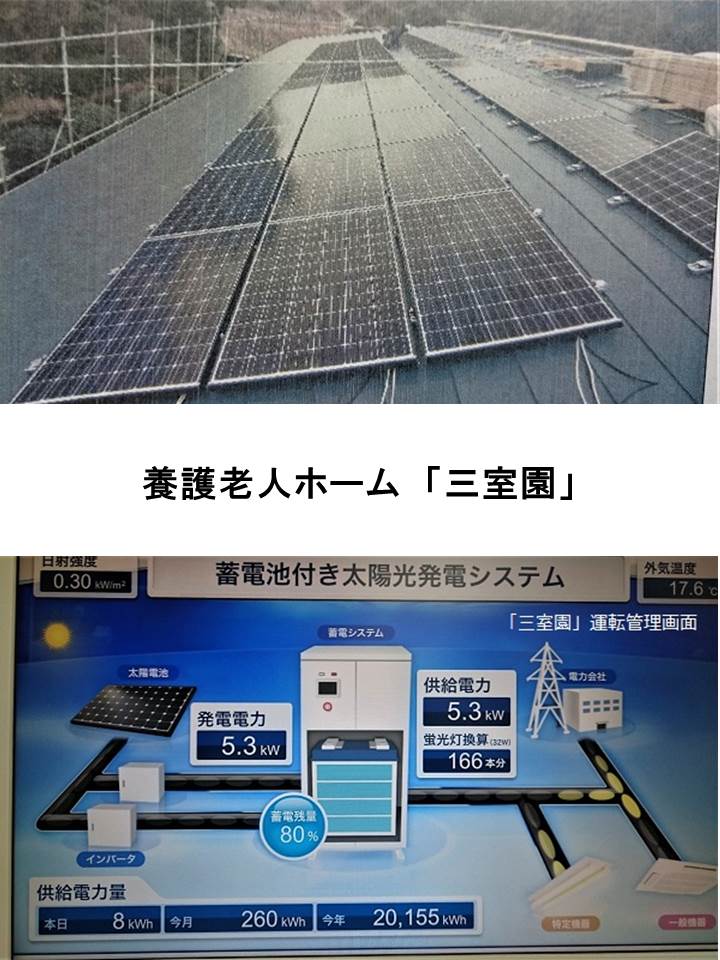 養護老人ホーム「三室園」
日射強度
0.30 kW/m²
蓄電池付き太陽光発電システム
外気温度
17.6 ℃
「三室園」運転管理画面
蓄電システム
太陽電池
発電電力
5.3 kW
供給電力
5.3 kW
蛍光灯換算(32W)
166 本分
電力会社
蓄電残量
80 %
インバータ
供給電力量
本日 8 kWh 今月 260 kWh 今年 20,155 kWh
特定機器
一般機器